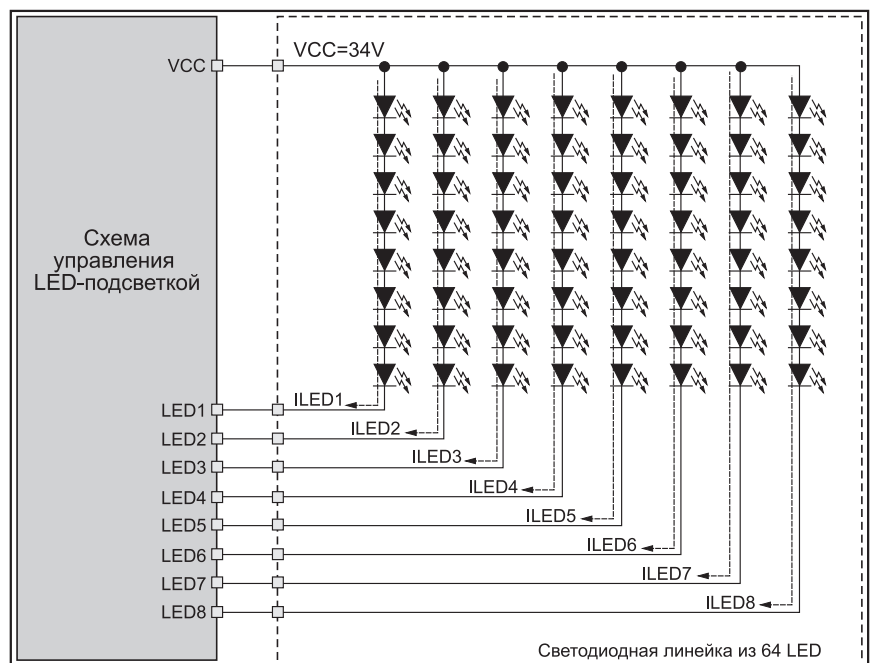 VCC=34V
VCC
Схема
управления
LED-подсветкой
ILED1
LED1
ILED2
LED2
ILED3
LED3
ILED4
LED4
ILED5
LED5
ILED6
LED6
ILED7
LED7
ILED8
LED8
Светодиодная линейка из 64 LED